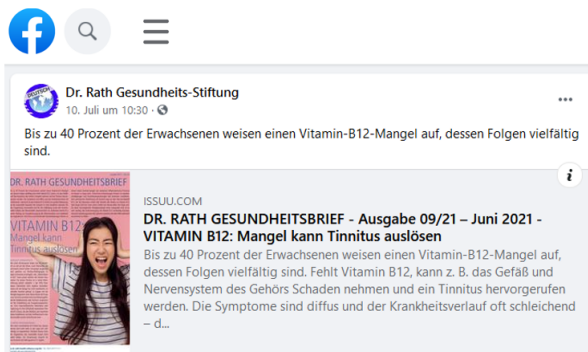 Dr. Rath Gesundheits-Stiftung
10. Juli um 10:30 ·
Bis zu 40 Prozent der Erwachsenen weisen einen Vitamin-B12-Mangel auf, dessen Folgen vielfältig
sind.
DEUTSCH
DR. RATH GESUNDHEITSBRIEF
VITAMIN B12:
Mangel kann
Tinnitus auslösen
ISSUU.COM
DR. RATH GESUNDHEITSBRIEF - Ausgabe 09/21 – Juni 2021 -
VITAMIN B12: Mangel kann Tinnitus auslösen
Bis zu 40 Prozent der Erwachsenen weisen einen Vitamin-B12-Mangel auf,
dessen Folgen vielfältig sind. Fehlt Vitamin B12, kann z. B. das Gefäß und
Nervensystem des Gehörs Schaden nehmen und ein Tinnitus hervorgerufen
werden. Die Symptome sind diffus und der Krankheitsverlauf oft schleichend
– d...